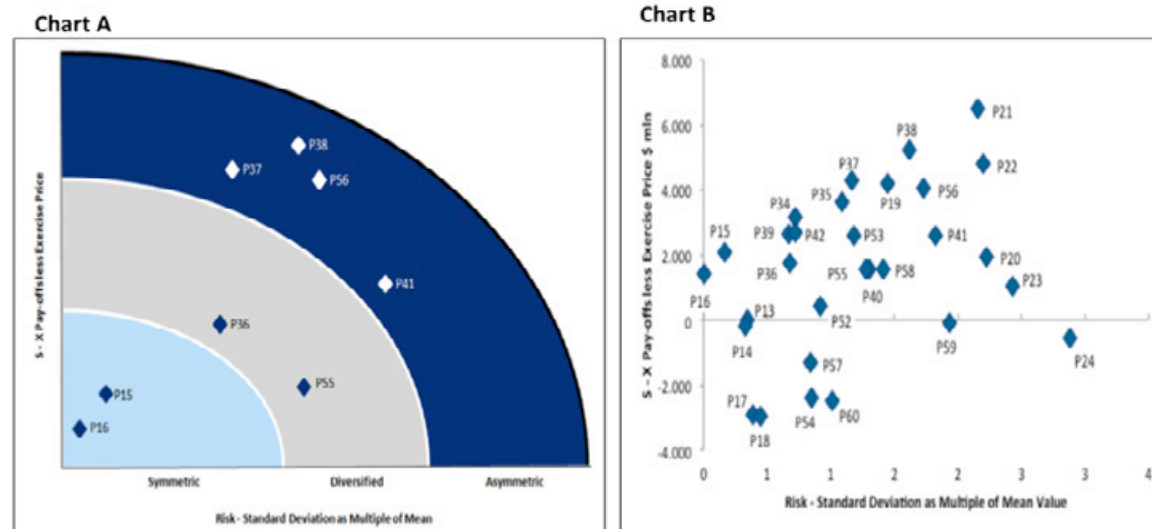 Chart A
S - X Pay-offs less Exercise Price
P38
P37
P56
P41
P36
P55
P15
P16
Symmetric
Diversified
Asymmetric
Risk - Standard Deviation as Multiple of Mean
Chart B
S - X Pay-offs less Exercise Price $ mln
8.000
6.000
4.000
2.000
0
-2.000
-4.000
P21
P38
P22
P37
P35
P19
P56
P34
P15
P39
P42
P53
P41
P36
P55
P58
P20
P16
P40
P23
P13
P52
P14
P59
P24
P57
P17
P54
P60
P18
0
1
1
2
2
3
3
4
Risk - Standard Deviation as Multiple of Mean Value